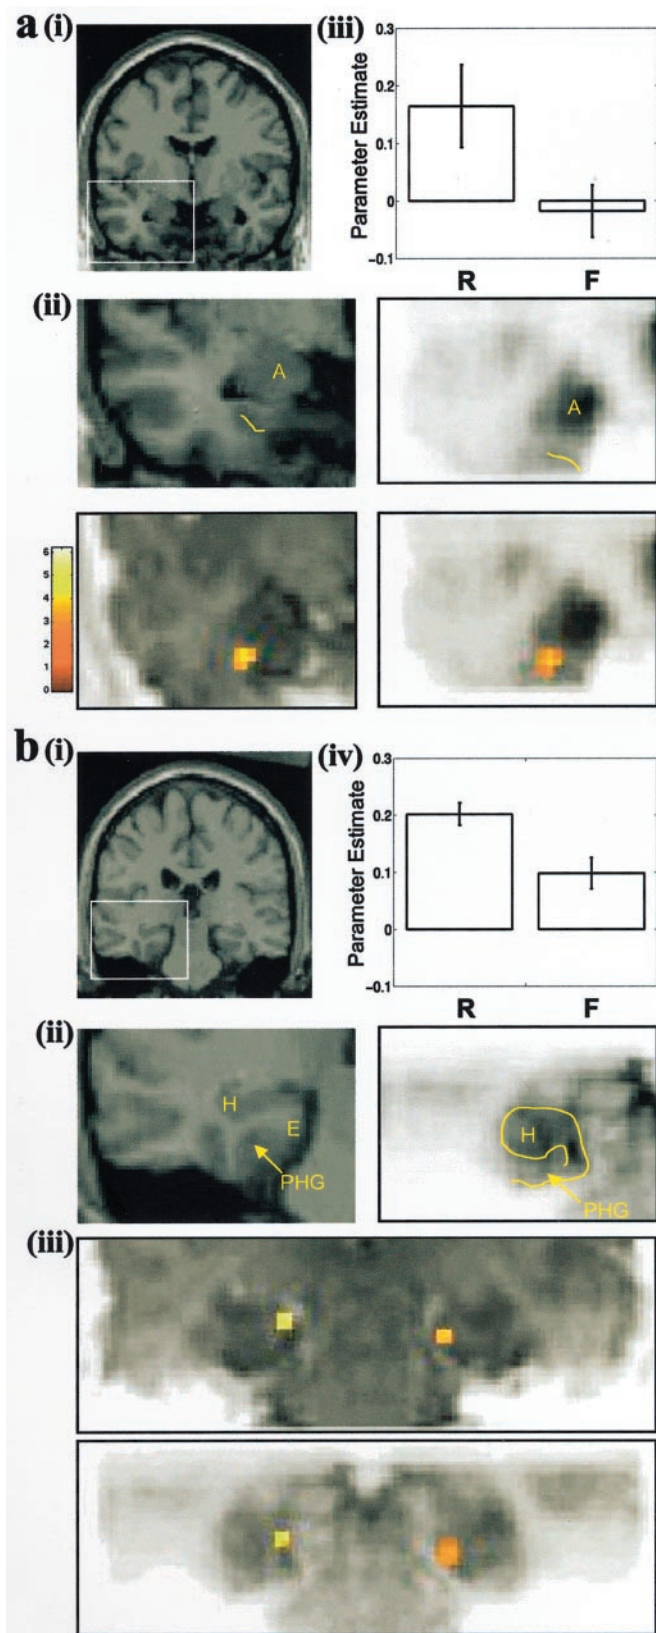 a (i)
(iii)
Parameter Estimate
0.3
0.2
0.1
0
−0.1
R F
(ii)
A
A
6
5
4
3
2
1
0
b (i)
(iv)
Parameter Estimate
0.3
0.2
0.1
0
−0.1
R F
(ii)
H
E
PHG
H
PHG
(iii)